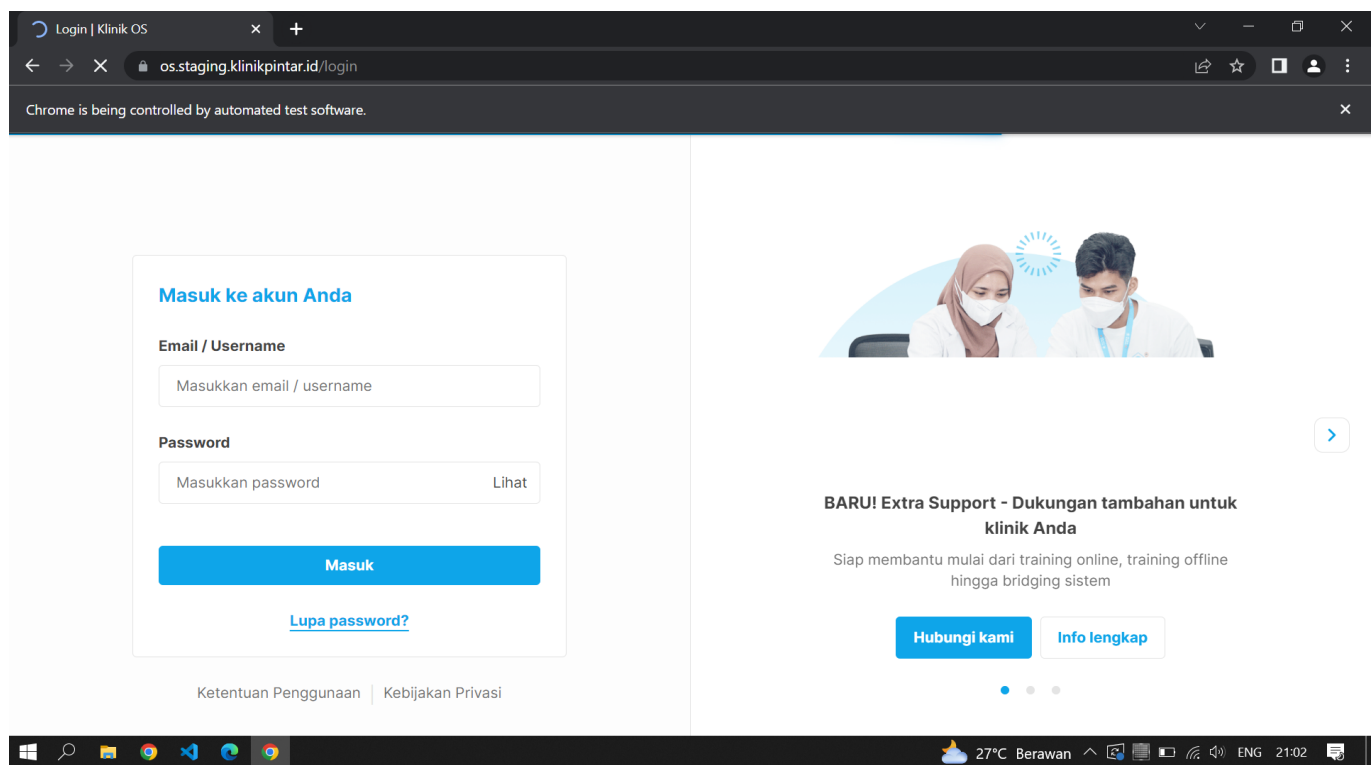 Login | Klinik OS
os.staging.klinikpintar.id/login
Chrome is being controlled by automated test software.
Masuk ke akun Anda
Email / Username
Masukkan email / username
Password
Masukkan password
Lihat
Masuk
Lupa password?
Ketentuan Penggunaan
Kebijakan Privasi
BARU! Extra Support - Dukungan tambahan untuk
klinik Anda
Siap membantu mulai dari training online, training offline
hingga bridging sistem
Hubungi kami
Info lengkap
27°C Berawan
ENG
21:02